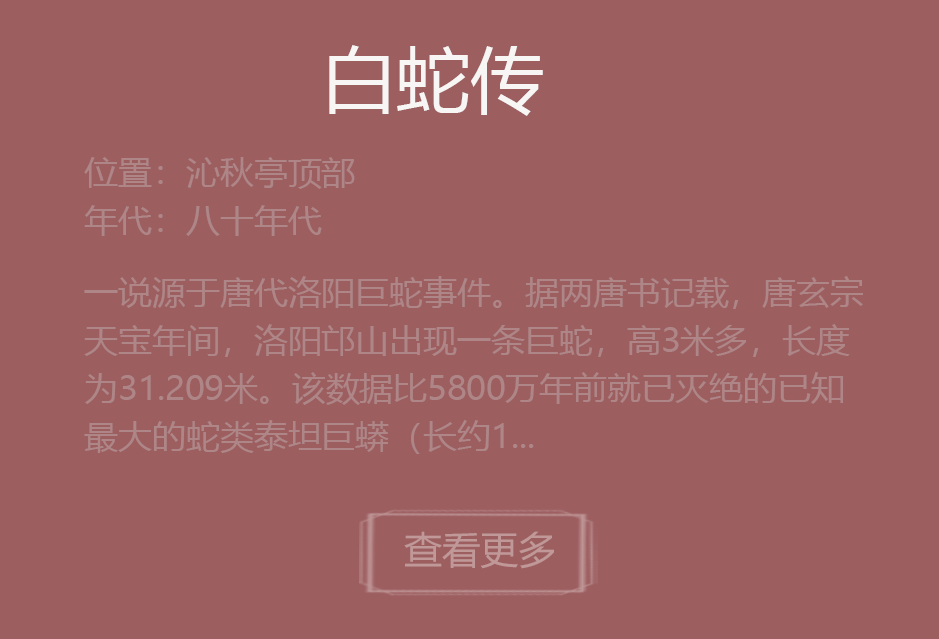 白蛇传
位置：沁秋亭顶部
年代：八十年代
一说源于唐代洛阳巨蛇事件。据两唐书记载，唐玄宗
天宝年间，洛阳邙山出现一条巨蛇，高3米多，长度
为31.209米。该数据比5800万年前就已灭绝的已知
最大的蛇类泰坦巨蟒（长约1...
查看更多